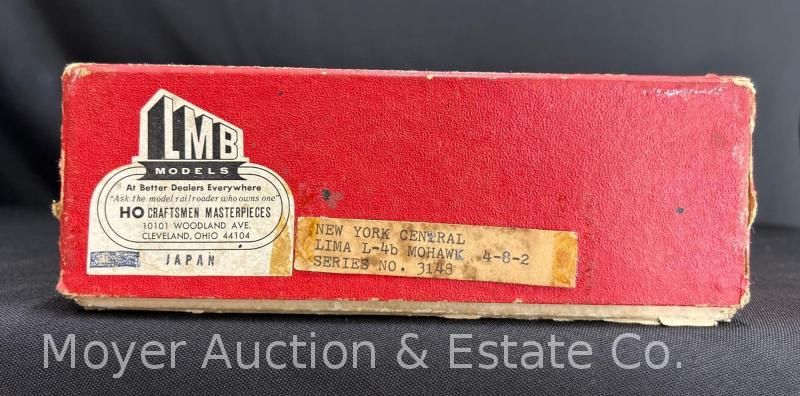 LMB
MODELS
At Better Dealers Everywhere
"Ask the model railroader who owns one"
HO CRAFTSMEN MASTERPIECES
10101 WOODLAND AVE.
CLEVELAND, OHIO 44104
JAPAN
NEW YORK CENTRAL
LIMA L-4b MOHAWK 4-8-2
SERIES NO. 3148
Moyer Auction & Estate Co.